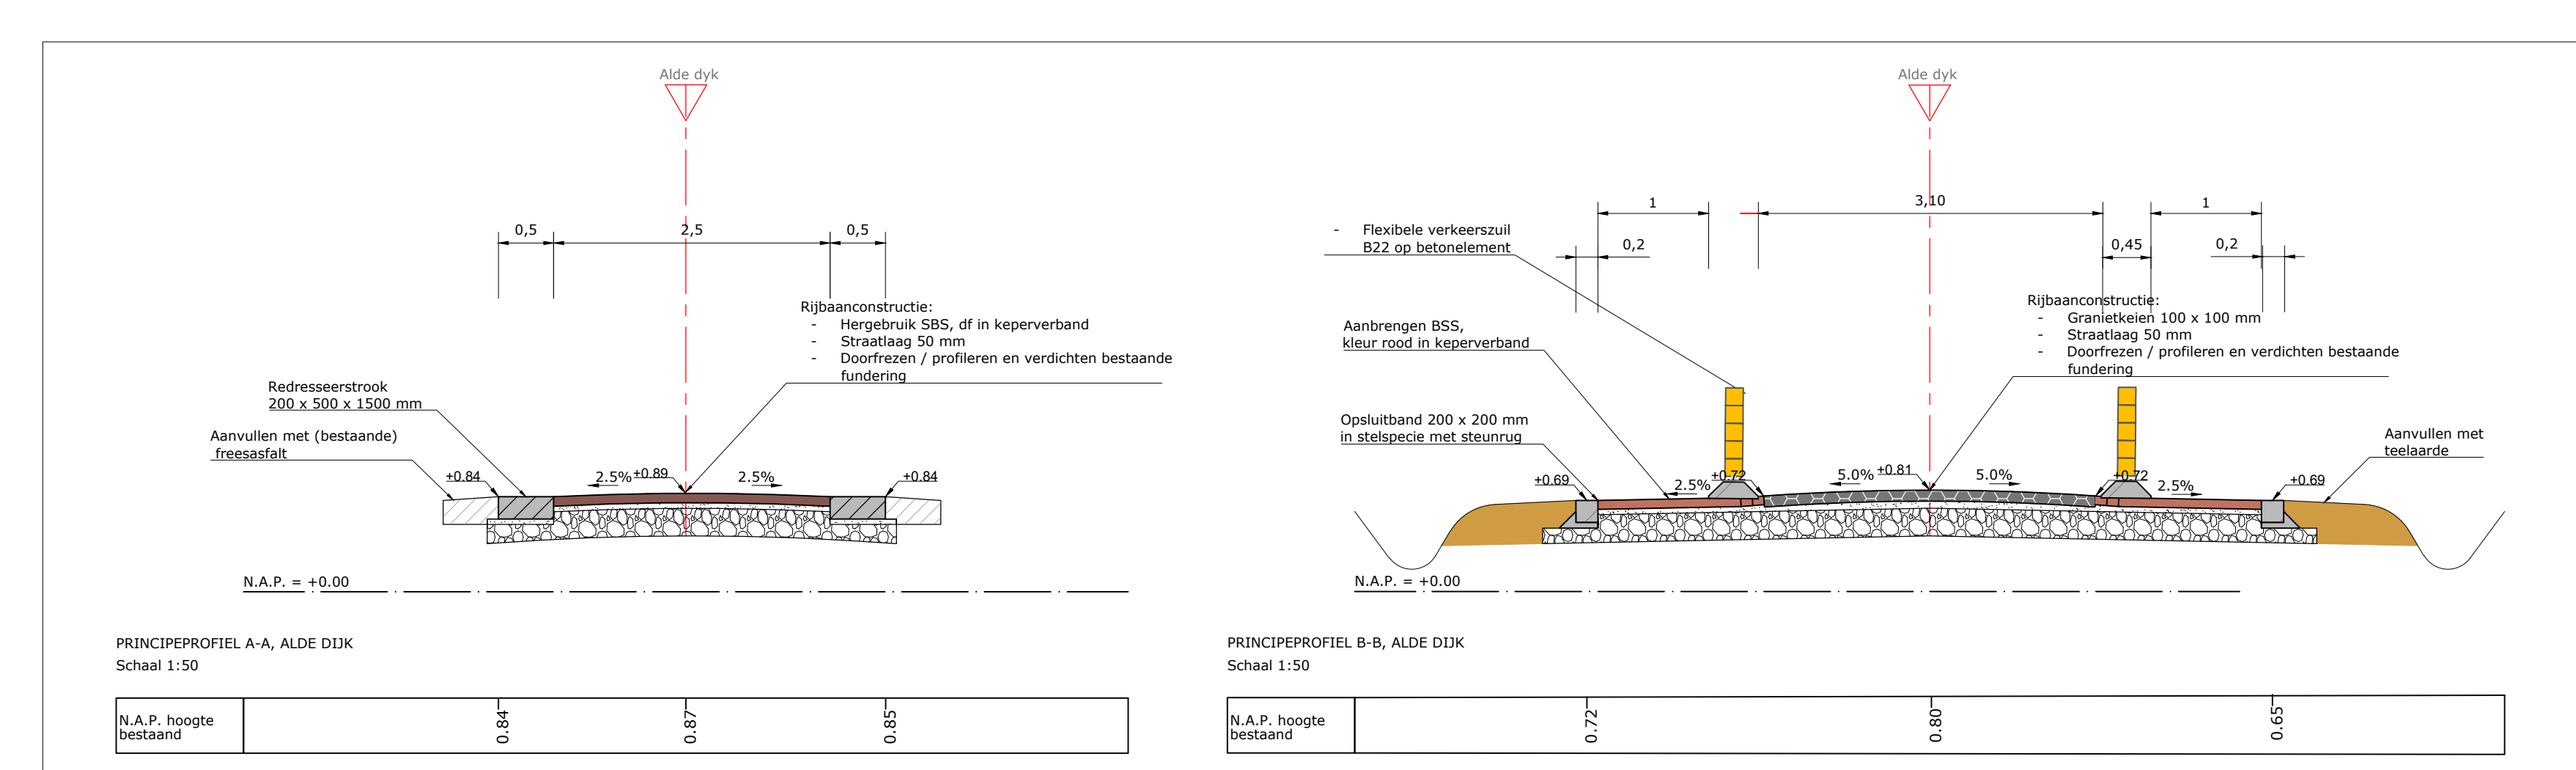 Alde dyk
0,5
2,5
0,5
Rijbaanconstructie:
- Hergebruik SBS, df in keperverband
- Straatlaag 50 mm
- Doorfrezen / profileren en verdichten bestaande
fundering
Redresseerstrook
200 x 500 x 1500 mm
Aanvullen met (bestaande)
freesasfalt
+0.84
2.5%
+0.89
2.5%
+0.84
N.A.P. = +0.00
PRINCIPEPROFIEL A-A, ALDE DIJK
Schaal 1:50
N.A.P. hoogte
bestaand
0.84
0.87
0.85
Alde dyk
1
3,10
1
- Flexibele verkeerszuil
B22 op betonelement
0,2
0,45
0,2
Rijbaanconstructie:
- Granietkeien 100 x 100 mm
- Straatlaag 50 mm
- Doorfrezen / profileren en verdichten bestaande
fundering
Aanbrengen BSS,
kleur rood in keperverband
Opsluitband 200 x 200 mm
in stelspecie met steunrug
Aanvullen met
teelaarde
+0.69
2.5%
+0.72
5.0%
+0.81
5.0%
+0.72
2.5%
+0.69
N.A.P. = +0.00
PRINCIPEPROFIEL B-B, ALDE DIJK
Schaal 1:50
N.A.P. hoogte
bestaand
0.72
0.80
0.65